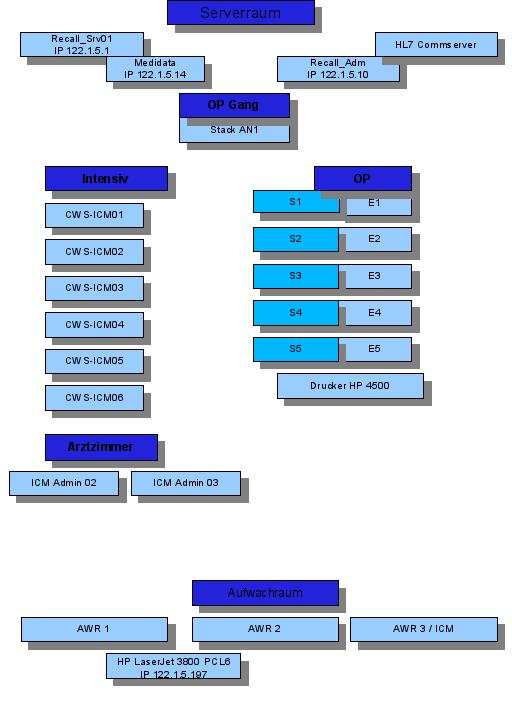 Serverraum
Recall_Srv01
IP 122.1.5.1
HL7 Commserver
Medidata
IP 122.1.5.14
Recall_Adm
IP 122.1.5.10
OP Gang
Stack AN1
Intensiv
OP
S1 E1
CWS-ICM01
S2 E2
CWS-ICM02
S3 E3
CWS-ICM03
S4 E4
CWS-ICM04
S5 E5
CWS-ICM05
Drucker HP 4500
CWS-ICM06
Arztzimmer
ICM Admin 02 ICM Admin 03
Aufwachraum
AWR 1 AWR 2 AWR 3 / ICM
HP LaserJet 3800 PCL6
IP 122.1.5.197